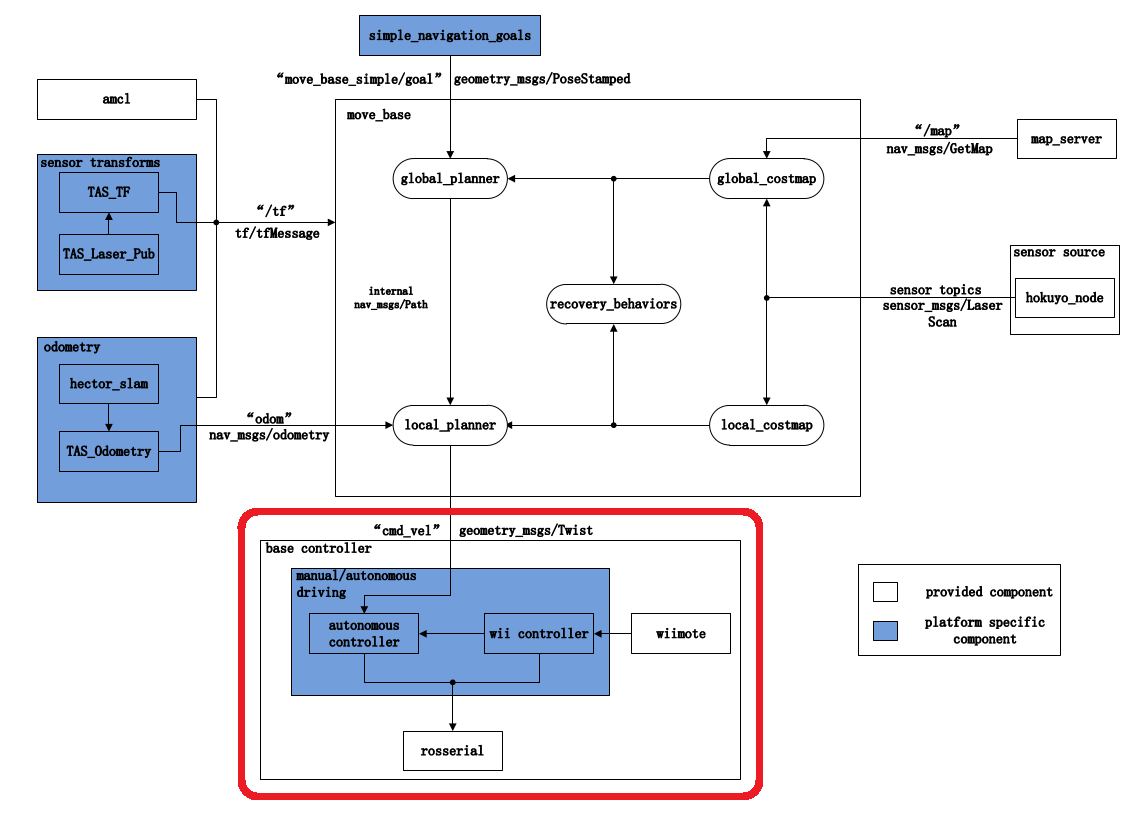 simple_navigation_goals
“move_base_simple/goal” geometry_msgs/PoseStamped
amcl
move_base
“/map”
nav_msgs/GetMap
map_server
sensor transforms
TAS_TF
TAS_Laser_Pub
“/tf”
tf/tfMessage
global_planner
global_costmap
internal
nav_msgs/Path
recovery_behaviors
sensor topics
sensor_msgs/Laser
Scan
sensor source
hokuyo_node
odometry
hector_slam
TAS_Odometry
“odom”
nav_msgs/odometry
local_planner
local_costmap
“cmd_vel” geometry_msgs/Twist
base controller
manual/autonomous
driving
autonomous
controller
wii controller
wiimote
rosserial
provided component
platform specific
component